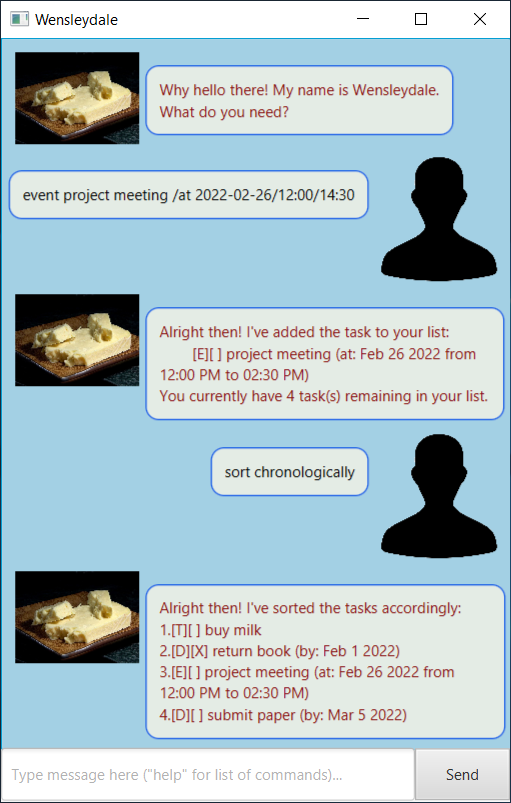 Wensleydale
Why hello there! My name is Wensleydale.
What do you need?
event project meeting /at 2022-02-26/12:00/14:30
Alright then! I've added the task to your list:
[E][ ] project meeting (at: Feb 26 2022 from
12:00 PM to 02:30 PM)
You currently have 4 task(s) remaining in your list.
sort chronologically
Alright then! I've sorted the tasks accordingly:
1.[T][ ] buy milk
2.[D][X] return book (by: Feb 1 2022)
3.[E][ ] project meeting (at: Feb 26 2022 from
12:00 PM to 02:30 PM)
4.[D][ ] submit paper (by: Mar 5 2022)
Type message here ("help" for list of commands)...
Send